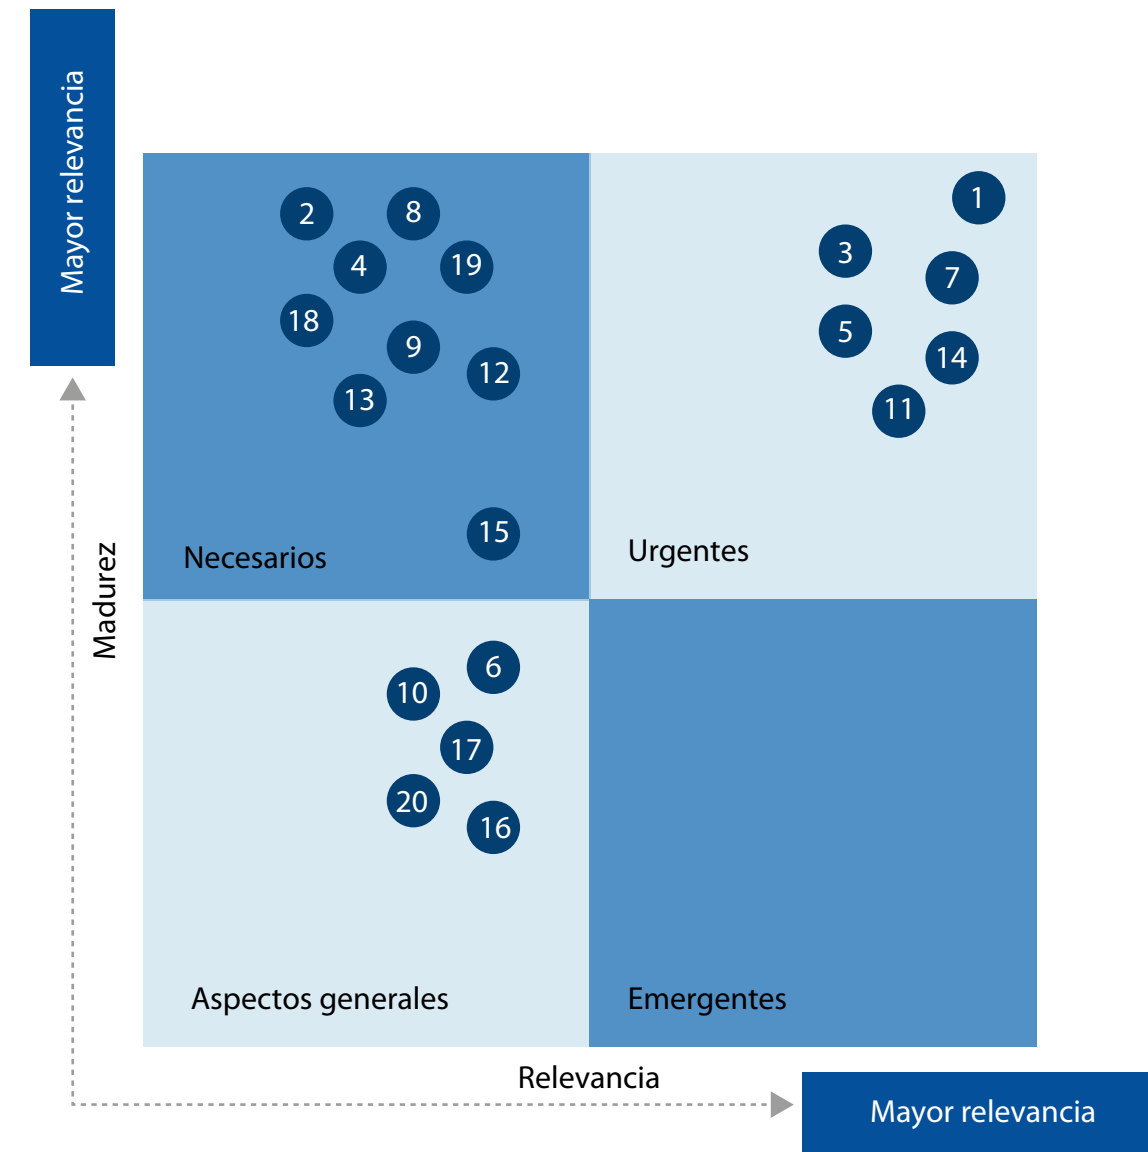 Mayor relevancia
1
2
8
3
4
19
7
18
5
9
14
12
13
11
15
Necesarios
Urgentes
Madurez
6
10
17
20
16
Aspectos generales
Emergentes
Relevancia
Mayor relevancia